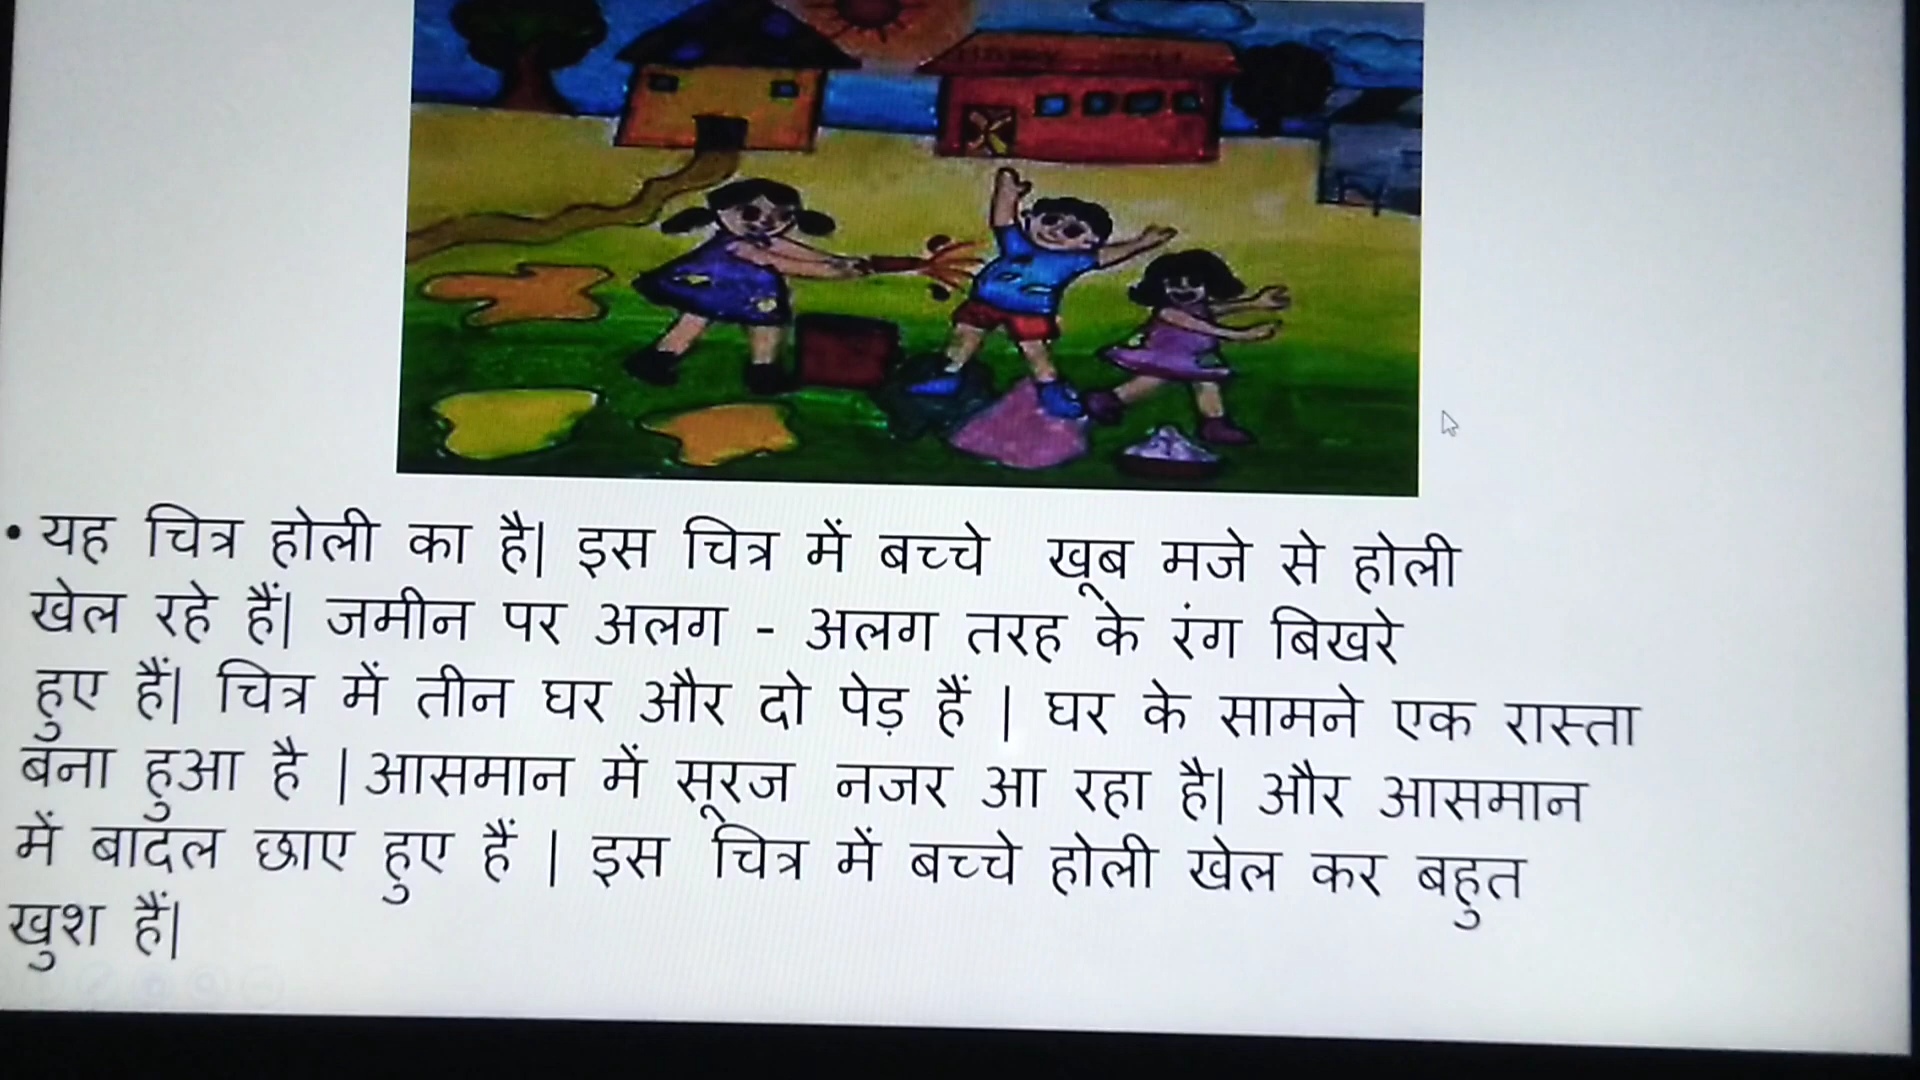 • यह चित्र होली का है| इस चित्र में बच्चे खूब मजे से होली
खेल रहे हैं| जमीन पर अलग - अलग तरह के रंग बिखरे
हुए हैं| चित्र में तीन घर और दो पेड़ हैं | घर के सामने एक रास्ता
बना हुआ है | आसमान में सूरज नजर आ रहा है| और आसमान
में बादल छाए हुए हैं | इस चित्र में बच्चे होली खेल कर बहुत
खुश हैं|